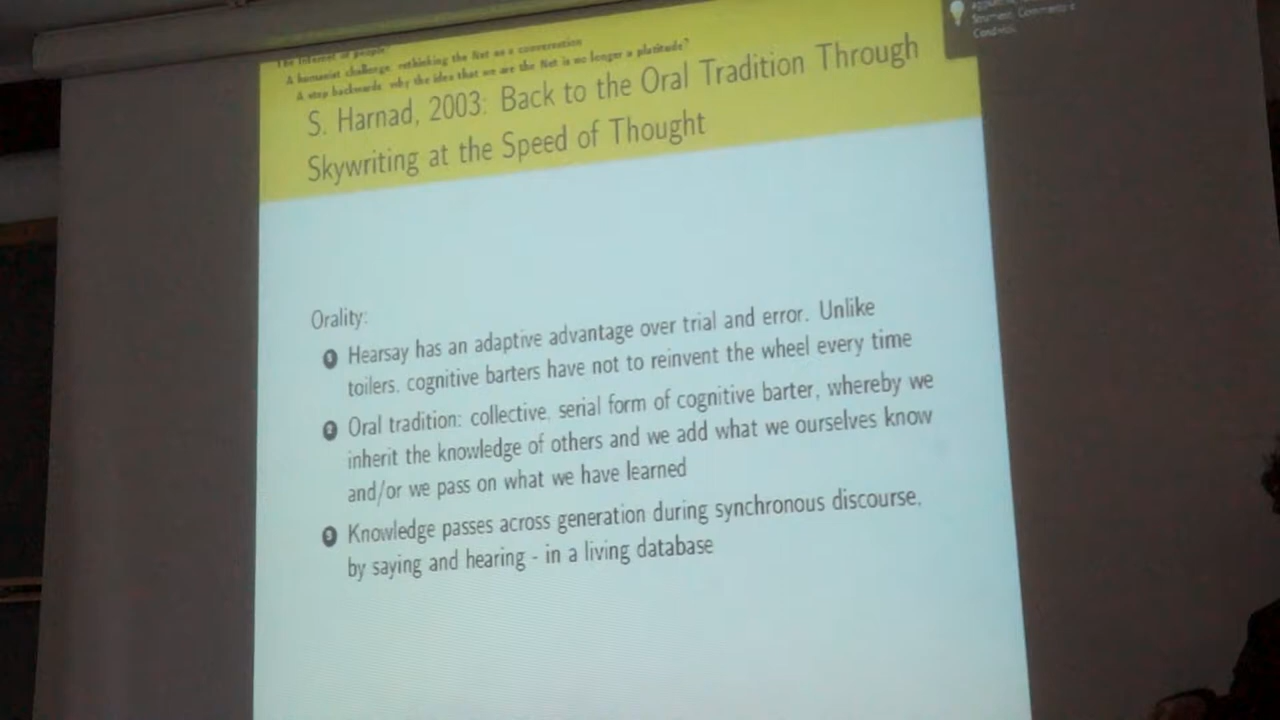 The Internet of people
A humanist challenge: rethinking the Net as a conversation
A step backwards: why the idea that we are the Net is no longer a platitude?
S. Harnad, 2003: Back to the Oral Tradition Through
Skywriting at the Speed of Thought
Orality:
1 Hearsay has an adaptive advantage over trial and error. Unlike
toilers, cognitive barters have not to reinvent the wheel every time
2 Oral tradition: collective, serial form of cognitive barter, whereby we
inherit the knowledge of others and we add what we ourselves know
and/or we pass on what we have learned
3 Knowledge passes across generation during synchronous discourse,
by saying and hearing - in a living database